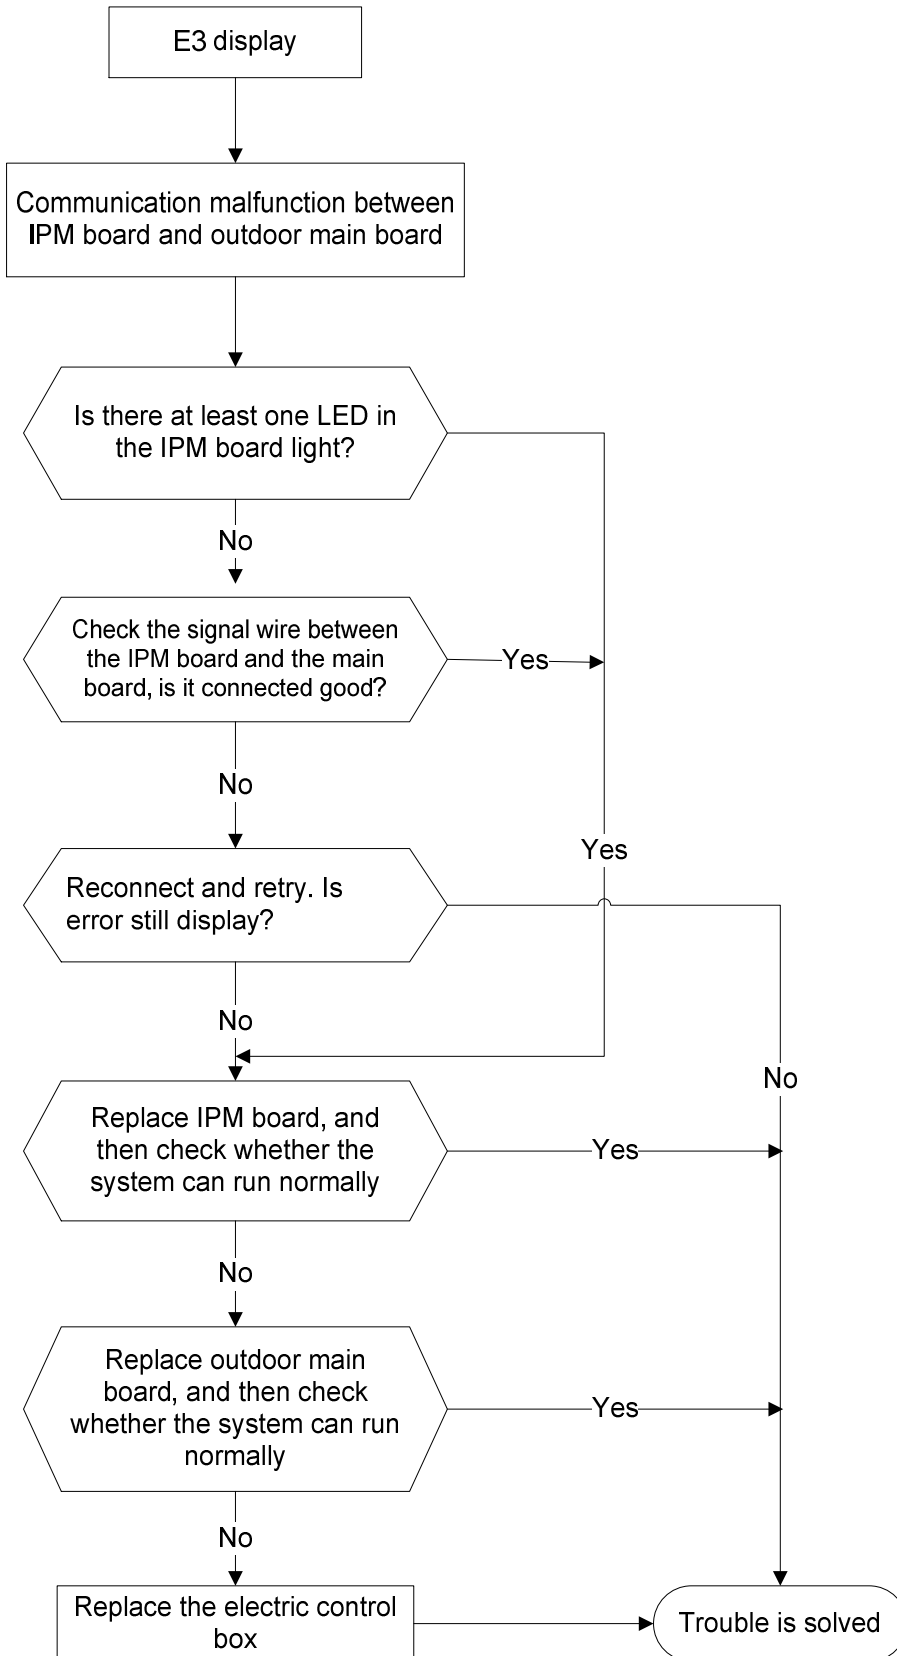 E3 display
Communication malfunction between
IPM board and outdoor main board
Is there at least one LED in
the IPM board light?
No
Check the signal wire between
the IPM board and the main
board, is it connected good?
Yes
No
Yes
Reconnect and retry. Is
error still display?
No
No
Replace IPM board, and
then check whether the
system can run normally
Yes
No
Replace outdoor main
board, and then check
whether the system can run
normally
Yes
No
Replace the electric control
box
Trouble is solved